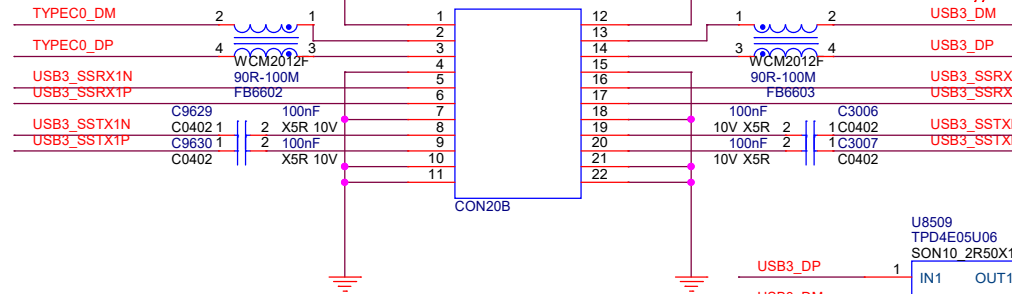 TYPEC0_DM 2 1 1 12 1 2 USB3_DM
2 13
TYPEC0_DP 4 3 3 14 3 4 USB3_DP
WCM2012F 4 15 WCM2012F
USB3_SSRX1N 90R-100M 5 16 90R-100M USB3_SSRX
USB3_SSRX1P FB6602 6 17 FB6603 USB3_SSRX
C9629 100nF 7 18 100nF C3006
USB3_SSTX1N C0402 1 2 X5R 10V 8 19 10V X5R 2 1 C0402 USB3_SSTX
USB3_SSTX1P C9630 1 2 100nF 9 20 100nF 2 1 C3007 USB3_SSTX
C0402 X5R 10V 10 21 10V X5R C0402
11 22
CON20B
U8509
TPD4E05U06
SON10_2R50X1
USB3_DP 1 IN1 OUT1